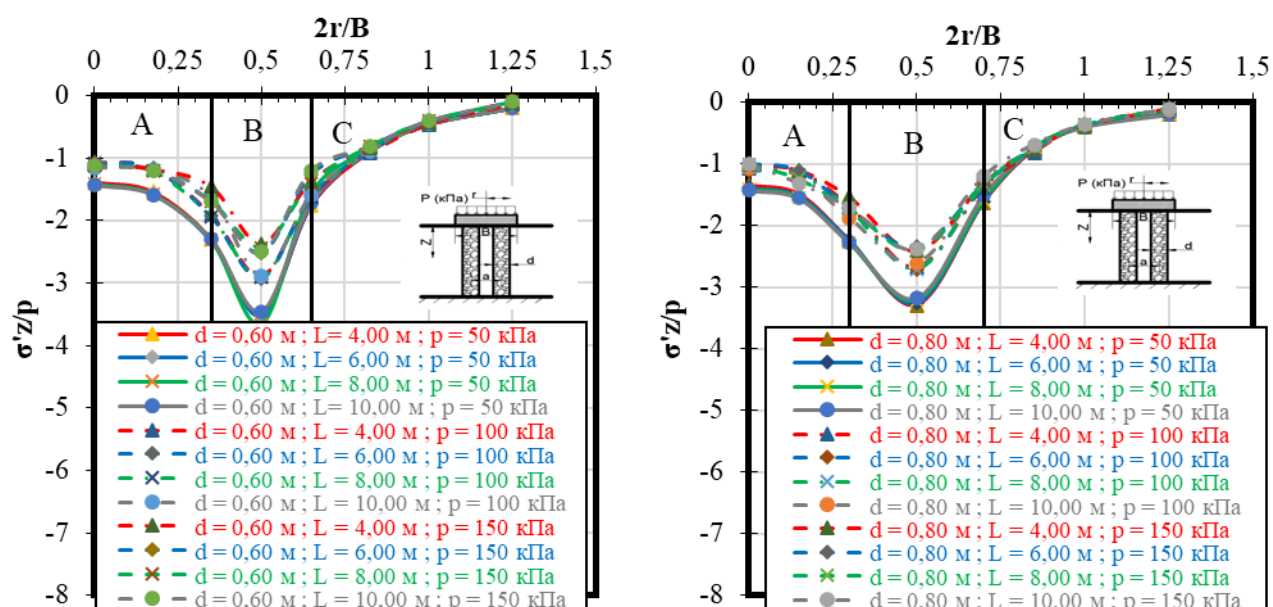 2r/B
0 0,25 0,5 0,75 1 1,25 1,5
0
-1
-2
-3
-4
-5
-6
-7
-8
σ'z/p
A
B
C
P (кПа)
r
Z
B
d
a
d = 0,60 м ; L= 4,00 м ; p = 50 кПа
d = 0,60 м ; L = 6,00 м ; p = 50 кПа
d = 0,60 м ; L= 8,00 м ; p = 50 кПа
d = 0,60 м ; L= 10,00 м ; p = 50 кПа
d = 0,60 м ; L = 4,00 м ; p = 100 кПа
d = 0,60 м ; L = 6,00 м ; p = 100 кПа
d = 0,60 м ; L = 8,00 м ; p = 100 кПа
d = 0,60 м ; L = 10,00 м ; p = 100 кПа
d = 0,60 м ; L = 4,00 м ; p = 150 кПа
d = 0,60 м ; L = 6,00 м ; p = 150 кПа
d = 0,60 м ; L = 8,00 м ; p = 150 кПа
d = 0,60 м ; L = 10,00 м ; p = 150 кПа
2r/B
0 0,25 0,5 0,75 1 1,25 1,5
0
-1
-2
-3
-4
-5
-6
-7
-8
σ'z/p
A
B
C
P (кПа)
r
Z
B
d
a
d = 0,80 м ; L = 4,00 м ; p = 50 кПа
d = 0,80 м ; L = 6,00 м ; p = 50 кПа
d = 0,80 м ; L = 8,00 м ; p = 50 кПа
d = 0,80 м ; L = 10,00 м ; p = 50 кПа
d = 0,80 м ; L = 4,00 м ; p = 100 кПа
d = 0,80 м ; L = 6,00 м ; p = 100 кПа
d = 0,80 м ; L = 8,00 м ; p = 100 кПа
d = 0,80 м ; L = 10,00 м ; p = 100 кПа
d = 0,80 м ; L = 4,00 м ; p = 150 кПа
d = 0,80 м ; L = 6,00 м ; p = 150 кПа
d = 0,80 м ; L = 8,00 м ; p = 150 кПа
d = 0,80 м ; L = 10,00 м ; p = 150 кПа